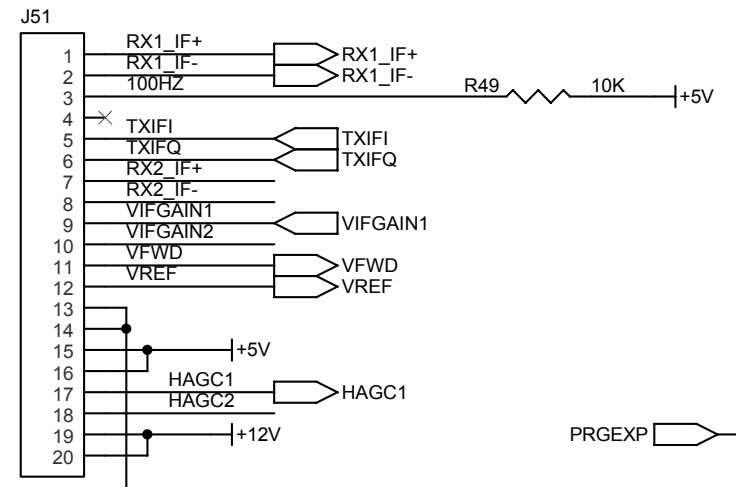 J51
1 RX1_IF+ RX1_IF+
2 RX1_IF- RX1_IF-
3 100HZ R49 10K +5V
4
5 TXIFI TXIFI
6 TXIFQ TXIFQ
7 RX2_IF+
8 RX2_IF-
9 VIFGAIN1 VIFGAIN1
10 VIFGAIN2
11 VFWD VFWD
12 VREF VREF
13
14
15 +5V
16
17 HAGC1 HAGC1
18 HAGC2
19 +12V
20
PRGEXP